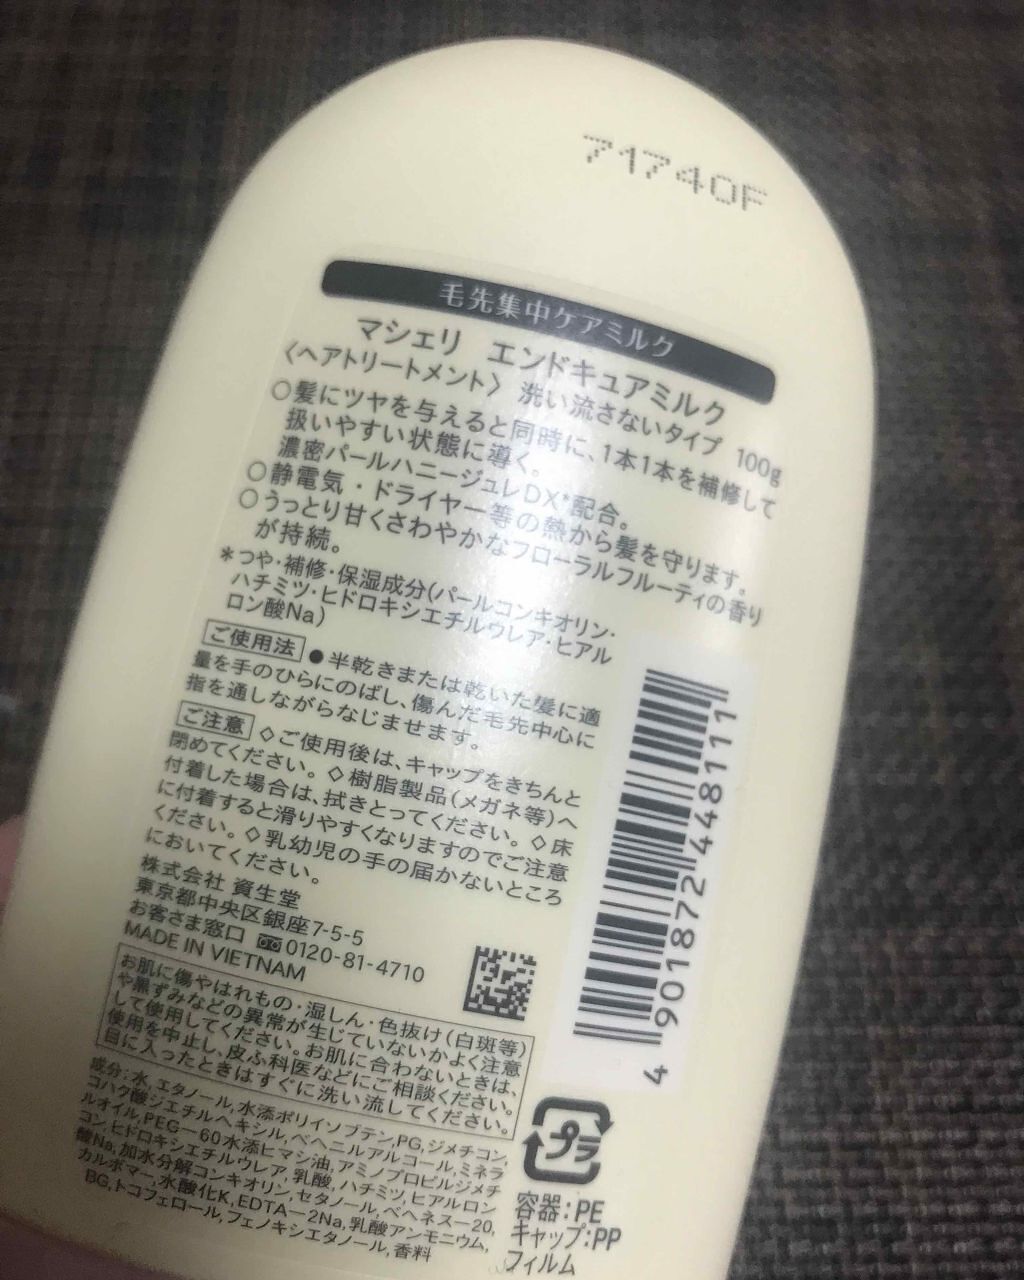 71740F
毛先集中ケアミルク
マシェリ エンドキュアミルク
〈ヘアトリートメント〉 洗い流さないタイプ 100g
○髪にツヤを与えると同時に、1本1本を補修して
扱いやすい状態に導く。
濃密パールハニージュレDX*配合。
○静電気・ドライヤー等の熱から髪を守ります。
○うっとり甘くさわやかなフローラルフルーティの香り
が持続。
*つや・補修・保湿成分(パールコンキオリン・
ハチミツ・ヒドロキシエチルウレア・ヒアル
ロン酸Na)
ご使用法 ●半乾きまたは乾いた髪に適
量を手のひらにのばし、傷んだ毛先中心に
指を通しながらなじませます。
ご注意 ◇ご使用後は、キャップをきちんと
閉めてください。◇樹脂製品(メガネ等)へ
付着した場合は、拭きとってください。◇床
に付着すると滑りやすくなりますのでご注意
ください。◇乳幼児の手の届かないところ
においてください。
株式会社 資生堂
東京都中央区銀座7-5-5
お客さま窓口 0120-81-4710
MADE IN VIETNAM
お肌に傷やはれもの・湿しん・色抜け(白斑等)
や黒ずみなどの異常が生じていないかよく注意
して使用してください。お肌に合わないときは、
使用を中止し、皮ふ科医などにご相談ください。
目に入ったときはすぐに洗い流してください。
成分:水,エタノール,水添ポリイソブテン,PG,ジメチコン,
コハク酸ジエチルヘキシル,ベヘニルアルコール,ミネラ
ルオイル,PEG-60水添ヒマシ油,アミノプロピルジメチ
コン,ヒドロキシエチルウレア,乳酸,ハチミツ,ヒアルロン
酸Na,加水分解コンキオリン,セタノール,ベヘネス-20,
カルボマー,水酸化K,EDTA-2Na,乳酸アンモニウム,
BG,トコフェロール,フェノキシエタノール,香料
4 901872 448111
プラ
容器:PE
キャップ:PP
フィルム